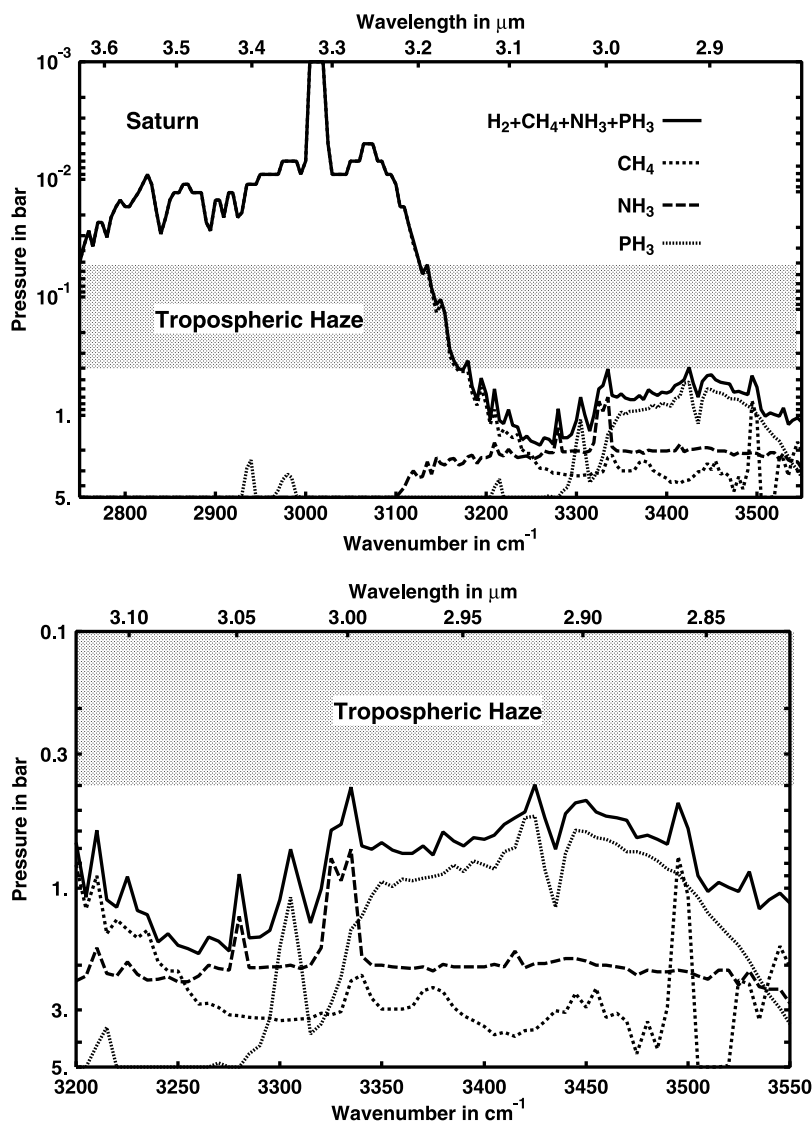 Wavelength in μm
3.6 3.5 3.4 3.3 3.2 3.1 3.0 2.9
10⁻³
Saturn
H₂+CH₄+NH₃+PH₃
CH₄
NH₃
PH₃
10⁻²
Pressure in bar
10⁻¹
Tropospheric Haze
1.
5.
2800 2900 3000 3100 3200 3300 3400 3500
Wavenumber in cm⁻¹
Wavelength in μm
3.10 3.05 3.00 2.95 2.90 2.85
0.1
Tropospheric Haze
0.3
Pressure in bar
1.
3.
5.
3200 3250 3300 3350 3400 3450 3500 3550
Wavenumber in cm⁻¹